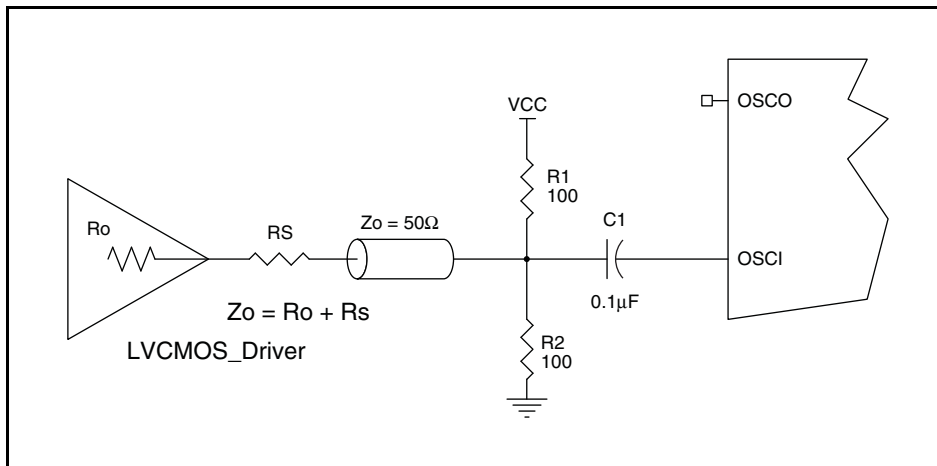 VCC
OSCO
R1
100
Ro
RS
Zo = 50Ω
C1
OSCI
0.1μF
Zo = Ro + Rs
LVCMOS_Driver
R2
100